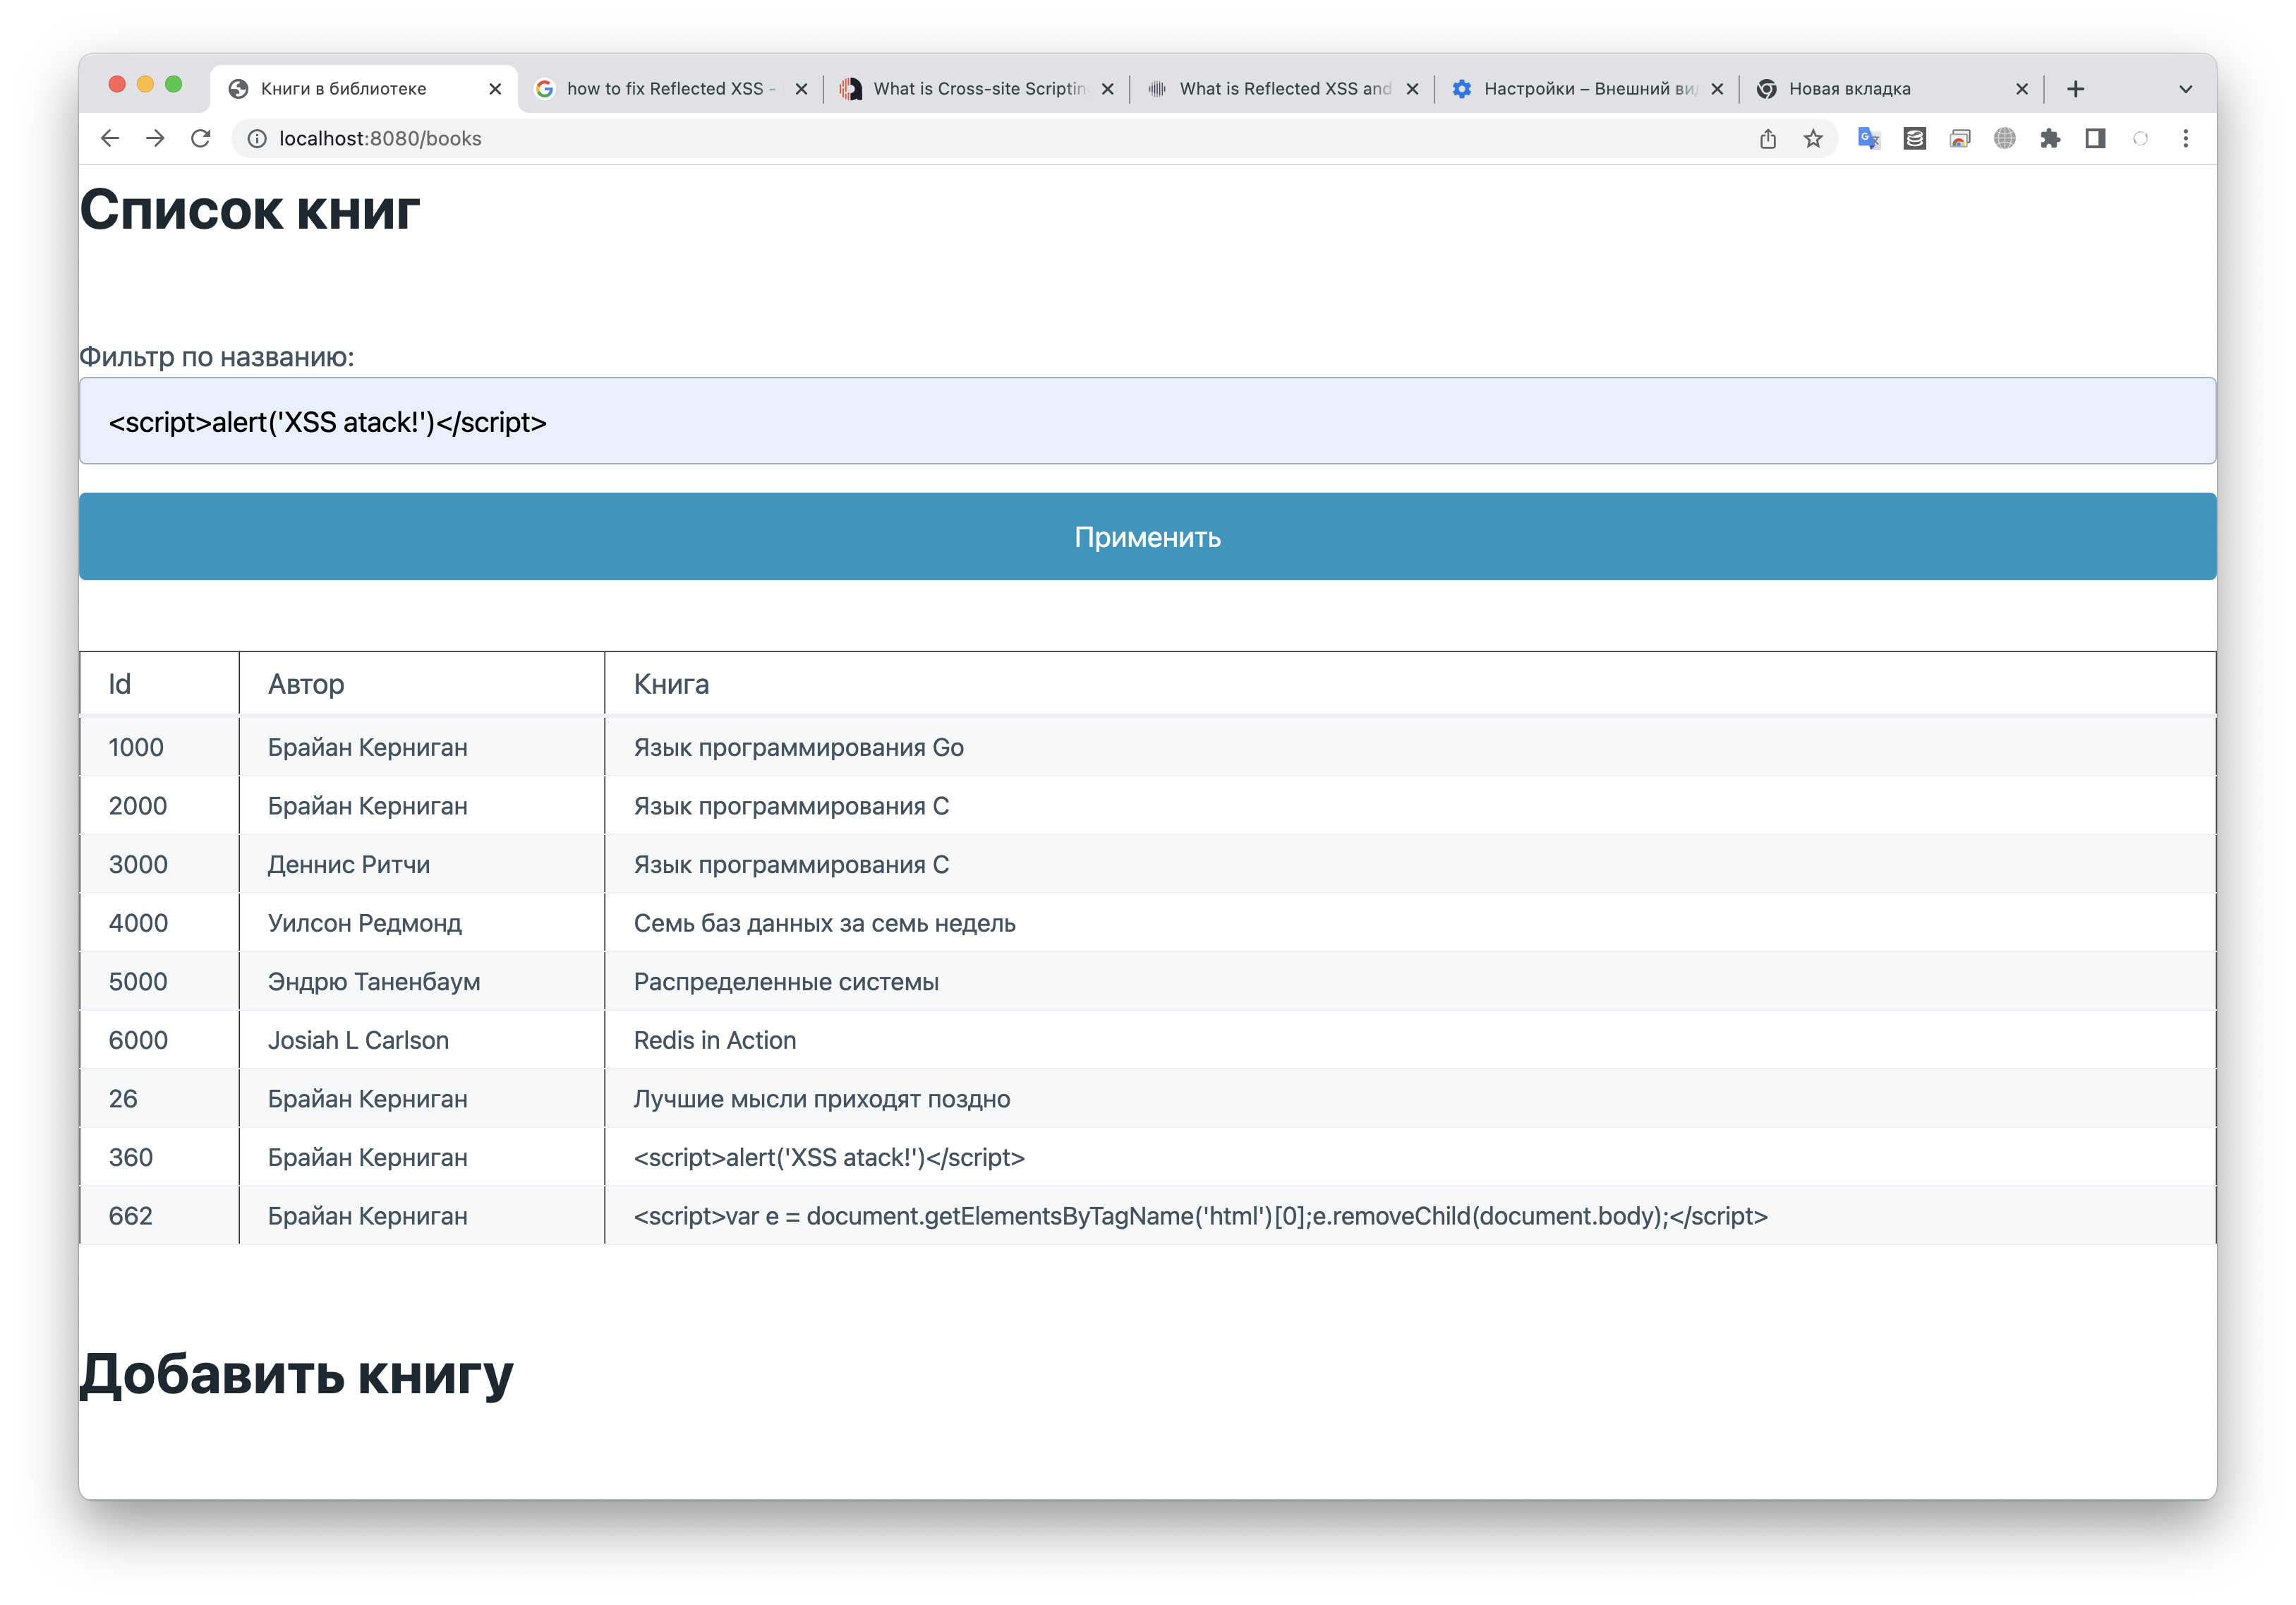 Книги в библиотеке
how to fix Reflected XSS -
What is Cross-site Scripting
What is Reflected XSS and
Настройки – Внешний вид
Новая вкладка
localhost:8080/books
Список книг
Фильтр по названию:
<script>alert('XSS atack!')</script>
Применить
Id Автор Книга
1000 Брайан Керниган Язык программирования Go
2000 Брайан Керниган Язык программирования C
3000 Деннис Ритчи Язык программирования C
4000 Уилсон Редмонд Семь баз данных за семь недель
5000 Эндрю Таненбаум Распределенные системы
6000 Josiah L Carlson Redis in Action
26 Брайан Керниган Лучшие мысли приходят поздно
360 Брайан Керниган <script>alert('XSS atack!')</script>
662 Брайан Керниган <script>var e = document.getElementsByTagName('html')[0];e.removeChild(document.body);</script>
Добавить книгу